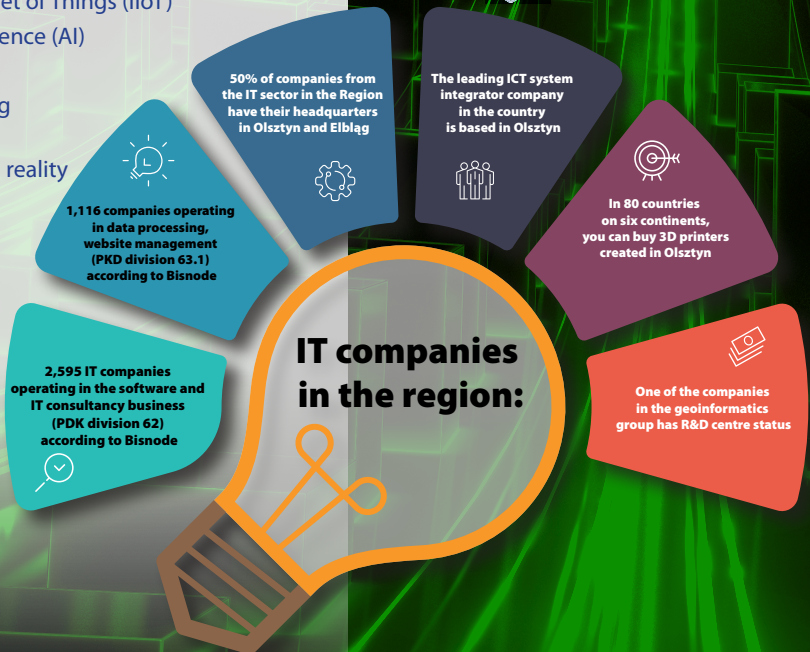 et of Things (IIoT)
ence (AI)
g
reality
50% of companies from
the IT sector in the Region
have their headquarters
in Olsztyn and Elbląg
The leading ICT system
integrator company
in the country
is based in Olsztyn
1,116 companies operating
in data processing,
website management
(PKD division 63.1)
according to Bisnode
In 80 countries
on six continents,
you can buy 3D printers
created in Olsztyn
2,595 IT companies
operating in the software and
IT consultancy business
(PDK division 62)
according to Bisnode
IT companies
in the region:
One of the companies
in the geoinformatics
group has R&D centre status